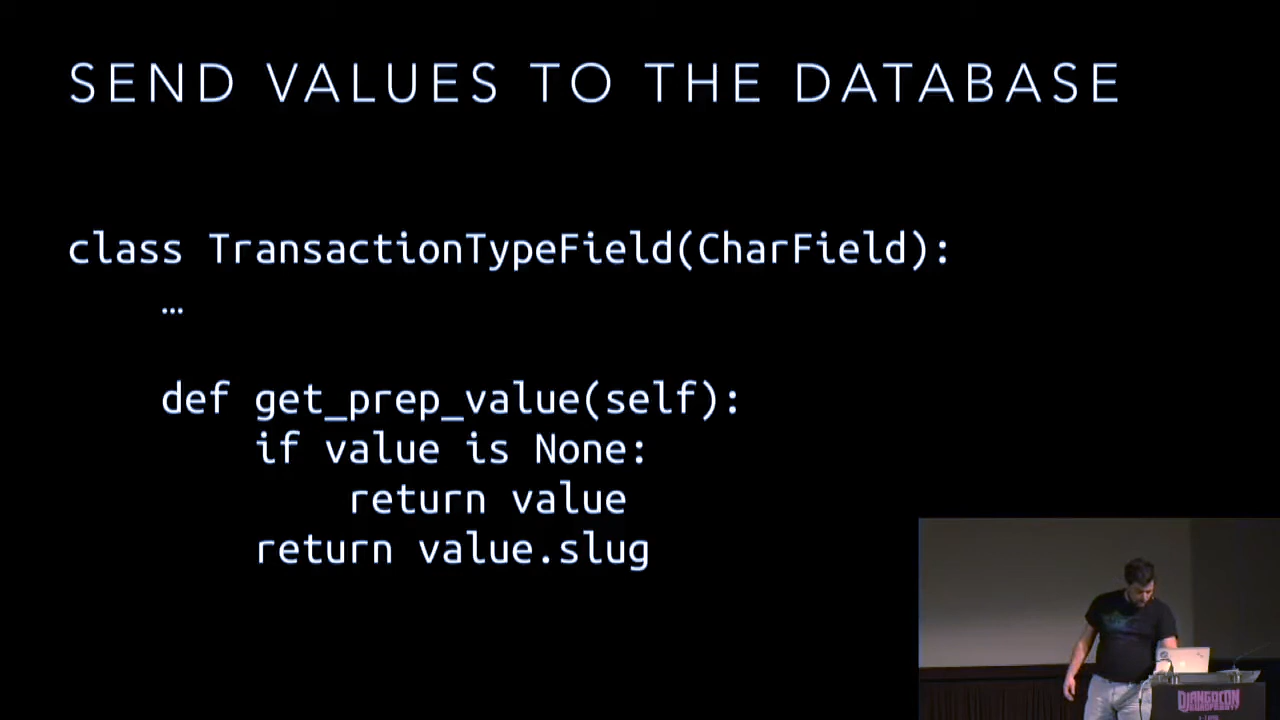 SEND VALUES TO THE DATABASE
class TransactionTypeField(CharField):
…
def get_prep_value(self):
if value is None:
return value
return value.slug
DJANGOCON